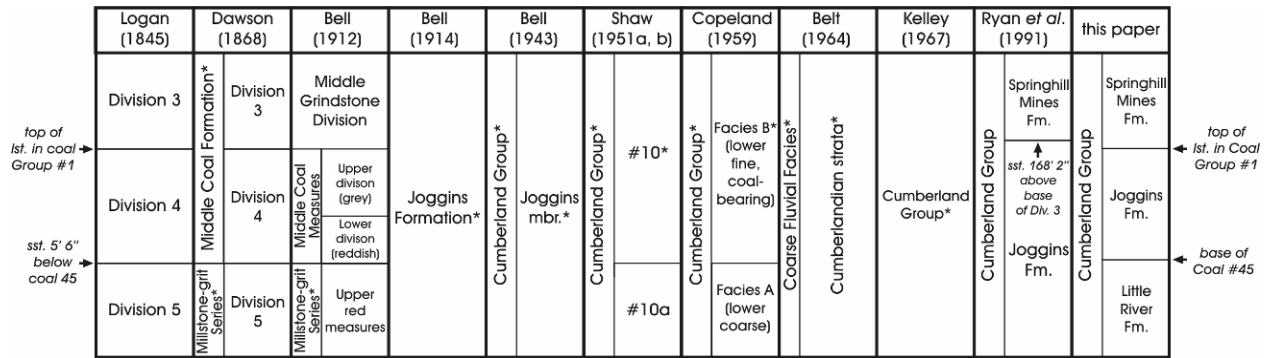 Logan
(1845)
Dawson
(1868)
Bell
(1912)
Bell
(1914)
Bell
(1943)
Shaw
(1951a, b)
Copeland
(1959)
Belt
(1964)
Kelley
(1967)
Ryan et al.
(1991)
this paper
top of
lst. in coal
Group #1
sst. 5' 6"
below
coal 45
Division 3
Division 4
Division 5
Middle Coal Formation*
Millstone-grit
Series*
Division
3
Division
4
Division
5
Middle
Grindstone
Division
Middle Coal
Measures
Upper
divison
(grey)
Lower
divison
(reddish)
Millstone-grit
Series*
Upper
red
measures
Joggins
Formation*
Cumberland Group*
Joggins
mbr.*
Cumberland Group*
#10*
#10a
Cumberland Group*
Facies B*
(lower
fine,
coal-
bearing)
Facies A
(lower
coarse)
Coarse Fluvial Facies*
Cumberlandian strata*
Cumberland
Group*
Cumberland Group
Springhill
Mines
Fm.
sst. 168' 2"
above
base
of Div. 3
Joggins
Fm.
Cumberland Group
Springhill
Mines
Fm.
Joggins
Fm.
Little
River
Fm.
top of
lst. in Coal
Group #1
base of
Coal #45